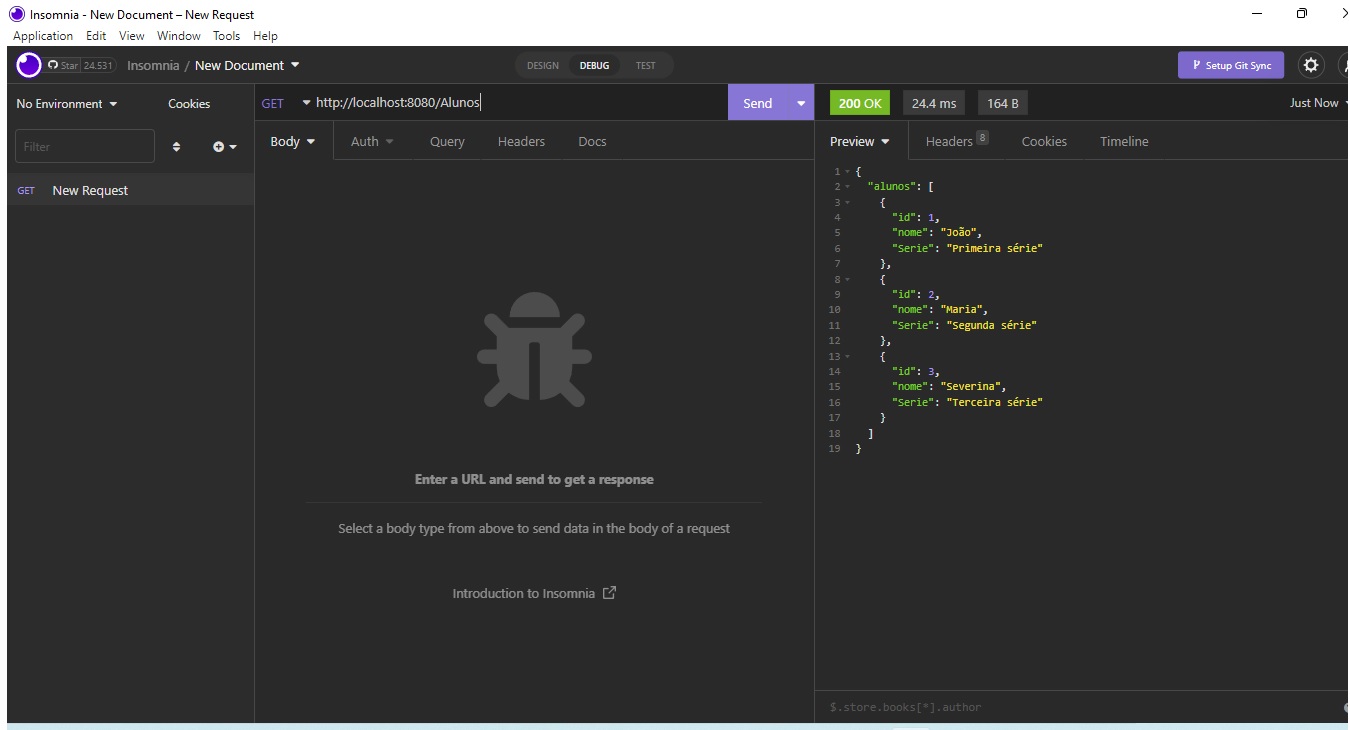 Insomnia - New Document – New Request
Application Edit View Window Tools Help
Star 24.531 Insomnia / New Document DESIGN DEBUG TEST Setup Git Sync
No Environment Cookies
Filter
GET New Request
GET http://localhost:8080/Alunos Send
Body Auth Query Headers Docs
Enter a URL and send to get a response
Select a body type from above to send data in the body of a request
Introduction to Insomnia
200 OK 24.4 ms 164 B Just Now
Preview Headers 8 Cookies Timeline
1 {
2 "alunos": [
3 {
4 "id": 1,
5 "nome": "João",
6 "Serie": "Primeira série"
7 },
8 {
9 "id": 2,
10 "nome": "Maria",
11 "Serie": "Segunda série"
12 },
13 {
14 "id": 3,
15 "nome": "Severina",
16 "Serie": "Terceira série"
17 }
18 ]
19 }
$.store.books[*].author